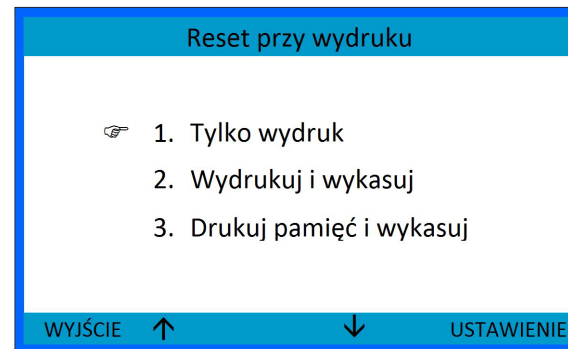 Reset przy wydruku
☞ 1. Tylko wydruk
2. Wydrukuj i wykasuj
3. Drukuj pamięć i wykasuj
WYJŚCIE ↑ ↓ USTAWIENIE